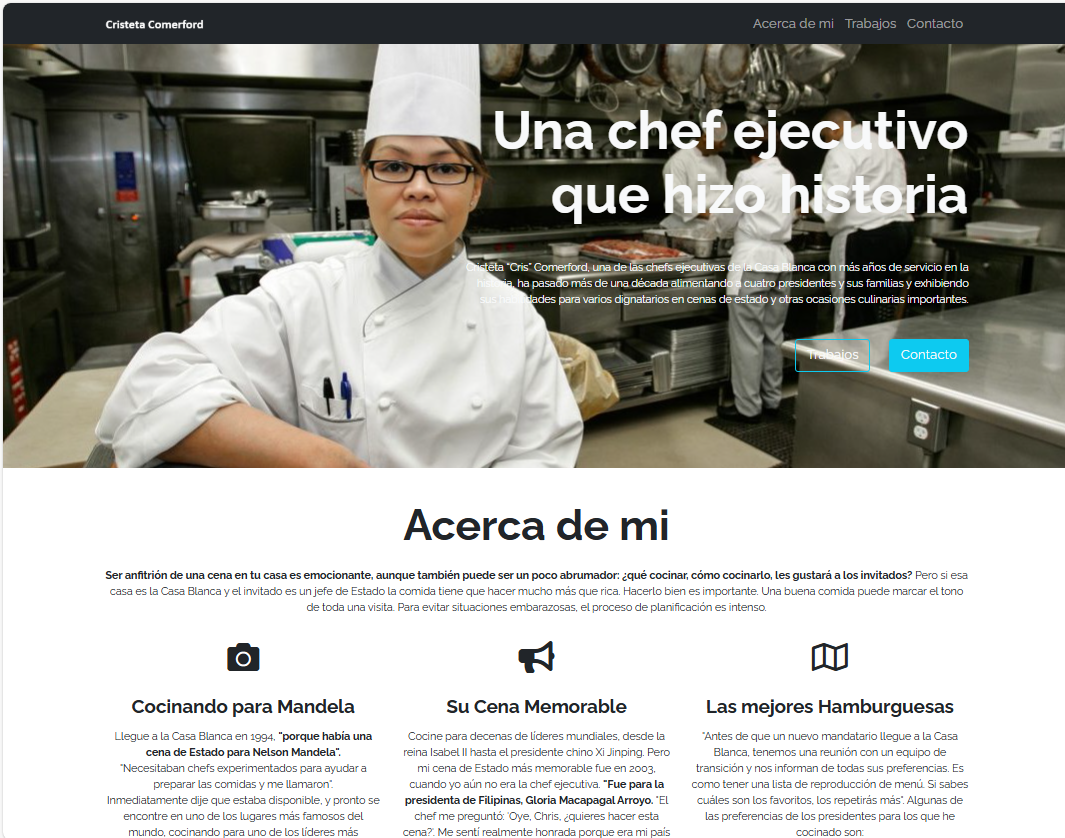 Cristeta Comerford
Acerca de mi Trabajos Contacto
Una chef ejecutivo
que hizo historia
Cristeta "Cris" Comerford, una de las chefs ejecutivas de la Casa Blanca con más años de servicio en la
historia, ha pasado más de una década alimentando a cuatro presidentes y sus familias y exhibiendo
sus habilidades para varios dignatarios en cenas de estado y otras ocasiones culinarias importantes.
Trabajos Contacto
Acerca de mi
Ser anfitrión de una cena en tu casa es emocionante, aunque también puede ser un poco abrumador: ¿qué cocinar, cómo cocinarlo, les gustará a los invitados? Pero si esa
casa es la Casa Blanca y el invitado es un jefe de Estado la comida tiene que hacer mucho más que rica. Hacerlo bien es importante. Una buena comida puede marcar el tono
de toda una visita. Para evitar situaciones embarazosas, el proceso de planificación es intenso.
Cocinando para Mandela
Llegue a la Casa Blanca en 1994, "porque había una
cena de Estado para Nelson Mandela".
"Necesitaban chefs experimentados para ayudar a
preparar las comidas y me llamaron".
Inmediatamente dije que estaba disponible, y pronto se
encontre en uno de los lugares más famosos del
mundo, cocinando para uno de los líderes más
Su Cena Memorable
Cocine para decenas de líderes mundiales, desde la
reina Isabel II hasta el presidente chino Xi Jinping. Pero
mi cena de Estado más memorable fue en 2003,
cuando yo aún no era la chef ejecutiva. "Fue para la
presidenta de Filipinas, Gloria Macapagal Arroyo. "El
chef me preguntó: 'Oye, Chris, ¿quieres hacer esta
cena?'. Me sentí realmente honrada porque era mi país
Las mejores Hamburguesas
"Antes de que un nuevo mandatario llegue a la Casa
Blanca, tenemos una reunión con un equipo de
transición y nos informan de todas sus preferencias. Es
como tener una lista de reproducción de menú. Si sabes
cuáles son los favoritos, los repetirás más". Algunas de
las preferencias de los presidentes para los que he
cocinado son: